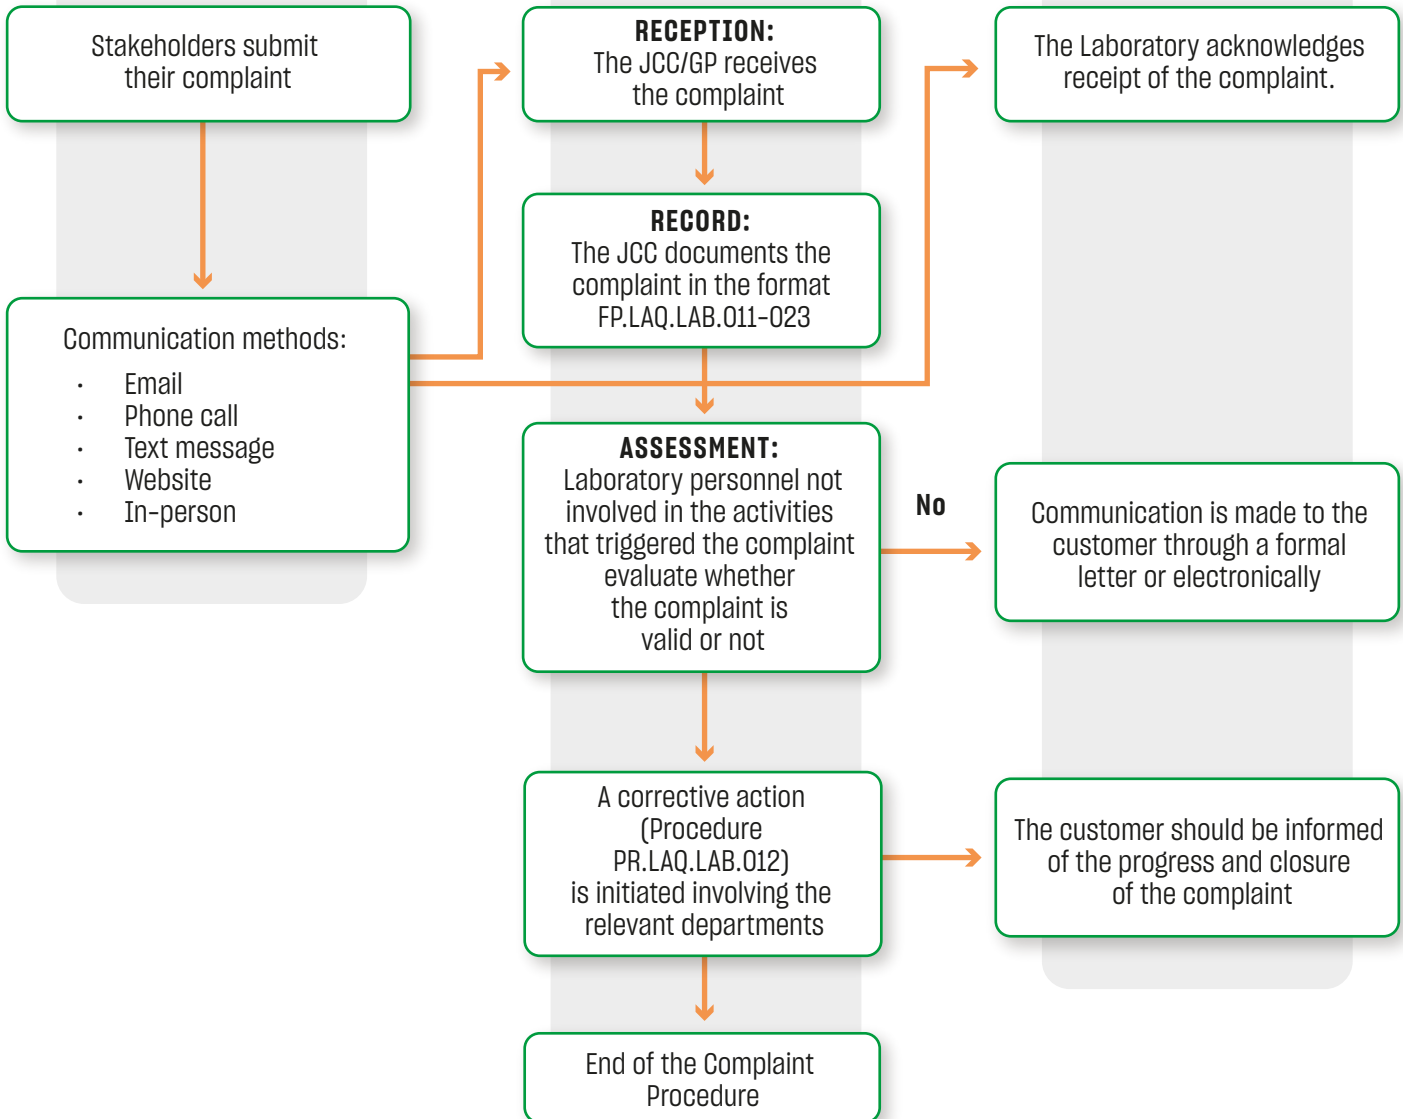 Stakeholders submit
their complaint
Communication methods:
· Email
· Phone call
· Text message
· Website
· In-person
RECEPTION:
The JCC/GP receives
the complaint
RECORD:
The JCC documents the
complaint in the format
FP.LAQ.LAB.011-023
ASSESSMENT:
Laboratory personnel not
involved in the activities
that triggered the complaint
evaluate whether
the complaint is
valid or not
No
A corrective action
(Procedure
PR.LAQ.LAB.012)
is initiated involving the
relevant departments
End of the Complaint
Procedure
The Laboratory acknowledges
receipt of the complaint.
Communication is made to the
customer through a formal
letter or electronically
The customer should be informed
of the progress and closure
of the complaint